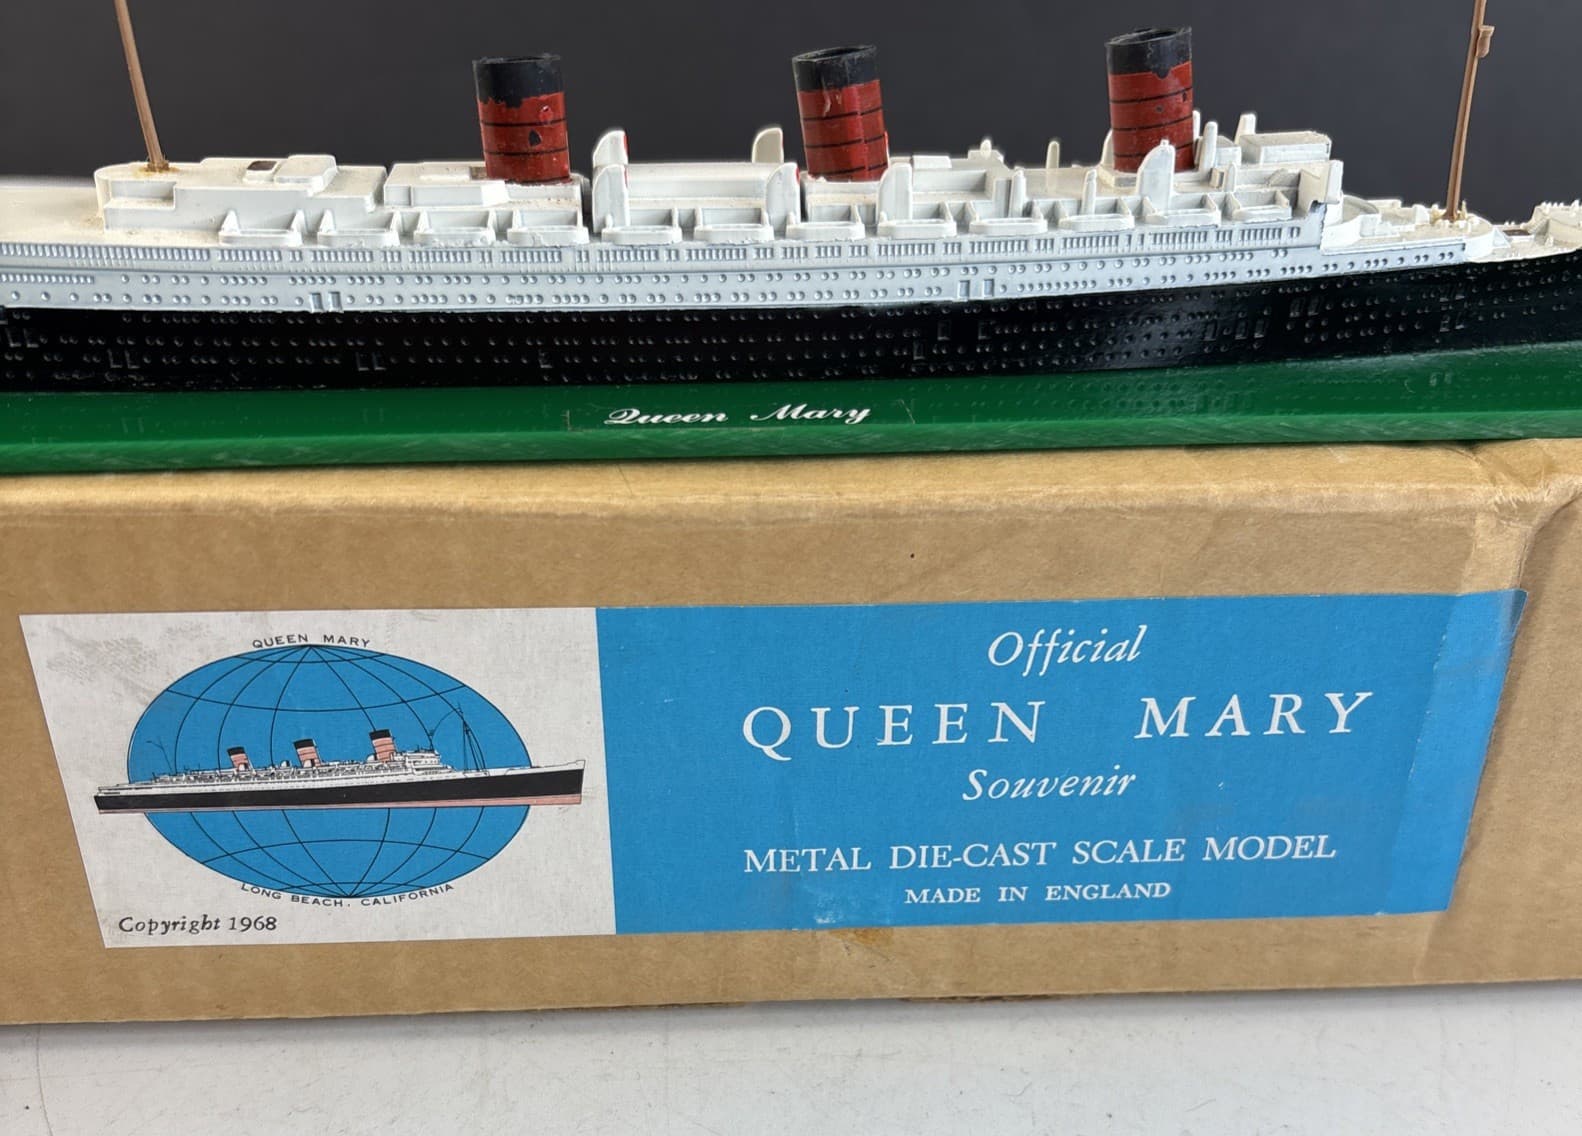 Queen Mary
QUEEN MARY
LONG BEACH, CALIFORNIA
Copyright 1968
Official
QUEEN MARY
Souvenir
METAL DIE-CAST SCALE MODEL
MADE IN ENGLAND